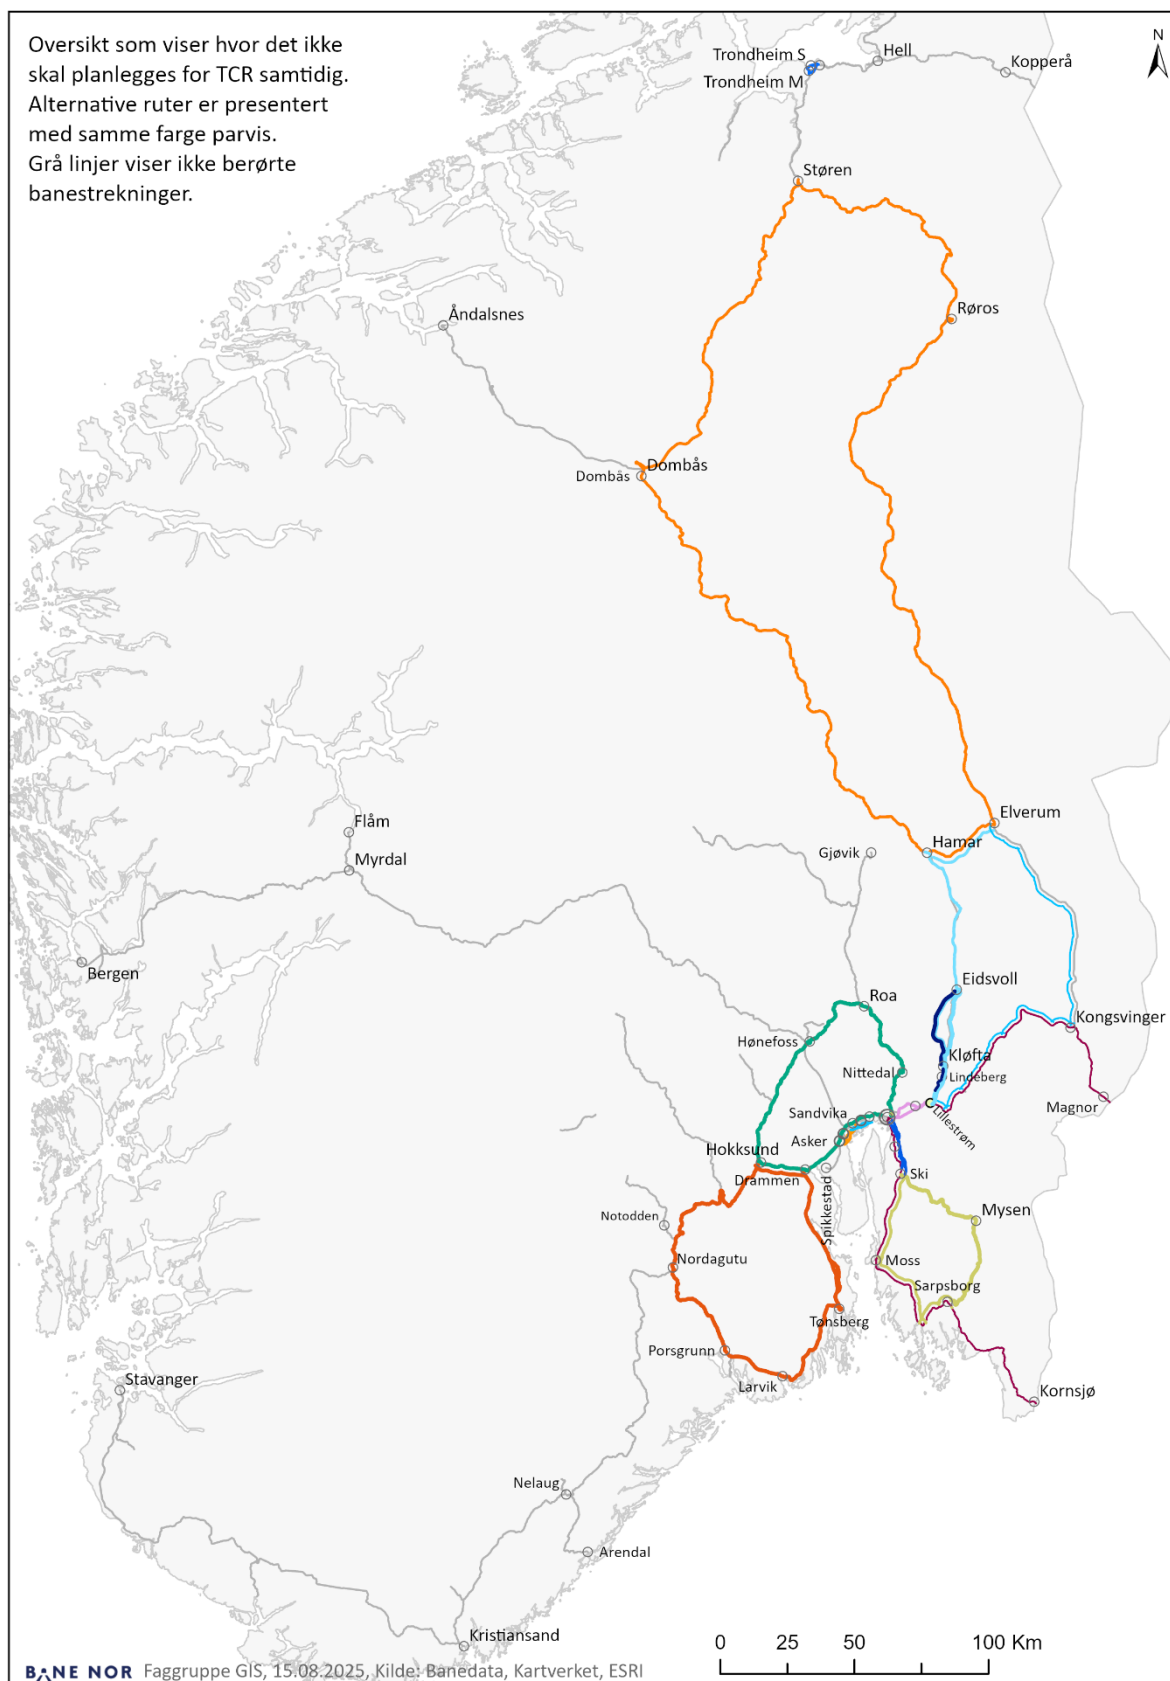 Oversikt som viser hvor det ikke
skal planlegges for TCR samtidig.
Alternative ruter er presentert
med samme farge parvis.
Grå linjer viser ikke berørte
banestrekninger.
N
Trondheim S
Hell
Kopperå
Trondheim M
Støren
Røros
Åndalsnes
Dombås
Dombås
Elverum
Hamar
Gjøvik
Flåm
Myrdal
Bergen
Eidsvoll
Roa
Kongsvinger
Hønefoss
Kløfta
Lindeberg
Nittedal
Magnor
Lillestrøm
Sandvika
Asker
Hokksund
Drammen
Spikkestad
Ski
Mysen
Notodden
Nordagutu
Moss
Sarpsborg
Tønsberg
Porsgrunn
Larvik
Kornsjø
Stavanger
Nelaug
Arendal
Kristiansand
0 25 50 100 Km
BANE NOR Faggruppe GIS, 15.08.2025, Kilde: Banedata, Kartverket, ESRI